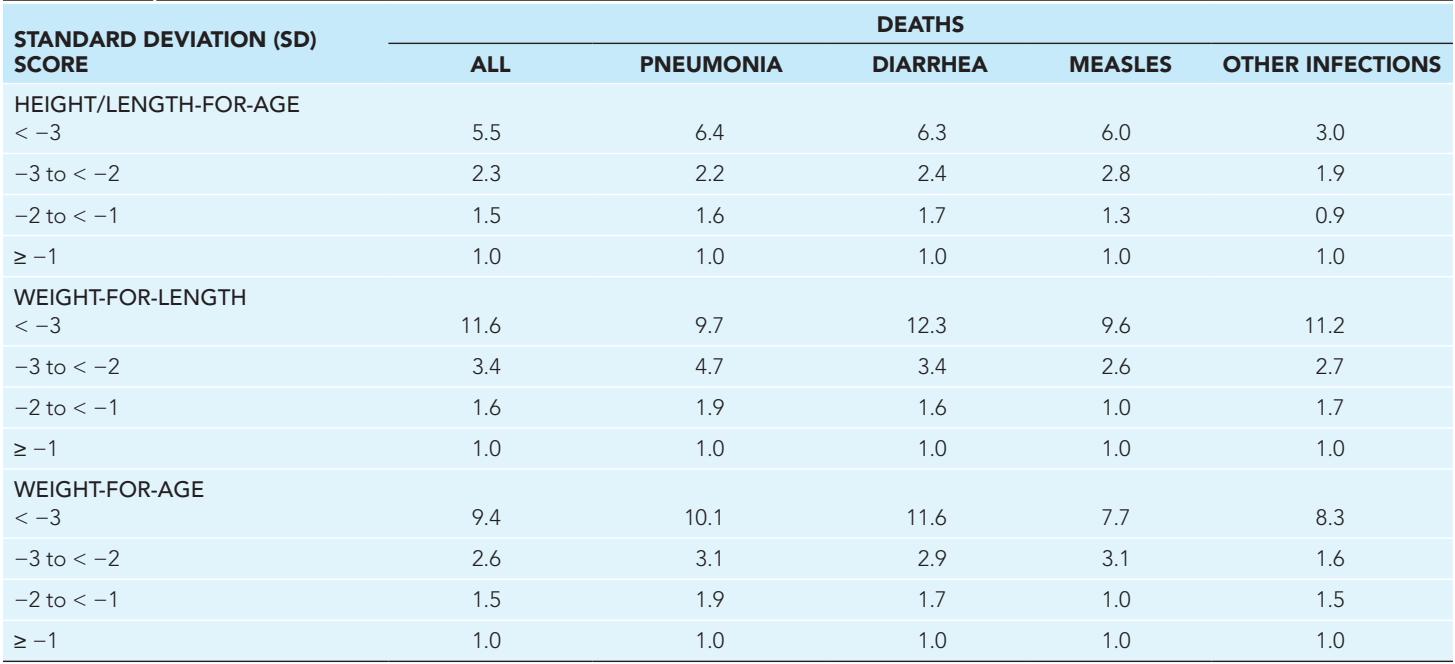 DEATHS
STANDARD DEVIATION (SD)
SCORE ALL PNEUMONIA DIARRHEA MEASLES OTHER INFECTIONS
HEIGHT/LENGTH-FOR-AGE
< −3 5.5 6.4 6.3 6.0 3.0
−3 to < −2 2.3 2.2 2.4 2.8 1.9
−2 to < −1 1.5 1.6 1.7 1.3 0.9
≥ −1 1.0 1.0 1.0 1.0 1.0
WEIGHT-FOR-LENGTH
< −3 11.6 9.7 12.3 9.6 11.2
−3 to < −2 3.4 4.7 3.4 2.6 2.7
−2 to < −1 1.6 1.9 1.6 1.0 1.7
≥ −1 1.0 1.0 1.0 1.0 1.0
WEIGHT-FOR-AGE
< −3 9.4 10.1 11.6 7.7 8.3
−3 to < −2 2.6 3.1 2.9 3.1 1.6
−2 to < −1 1.5 1.9 1.7 1.0 1.5
≥ −1 1.0 1.0 1.0 1.0 1.0